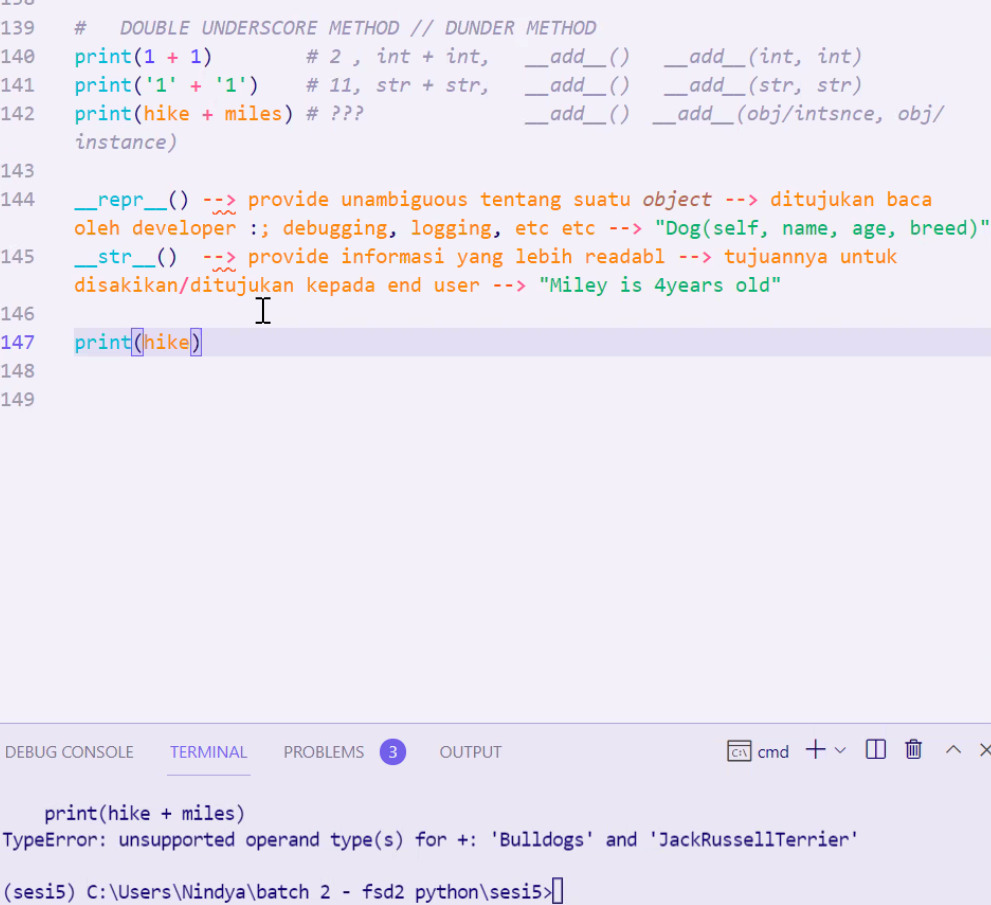 138
139 # DOUBLE UNDERSCORE METHOD // DUNDER METHOD
140 print(1 + 1) # 2 , int + int, __add__() __add__(int, int)
141 print('1' + '1') # 11, str + str, __add__() __add__(str, str)
142 print(hike + miles) # ??? __add__() __add__(obj/intsnce, obj/
instance)
143
144 __repr__() --> provide unambiguous tentang suatu object --> ditujukan baca
oleh developer :; debugging, logging, etc etc --> "Dog(self, name, age, breed)"
145 __str__() --> provide informasi yang lebih readabl --> tujuannya untuk
disakikan/ditujukan kepada end user --> "Miley is 4years old"
146
147 print(hike)
148
149
DEBUG CONSOLE TERMINAL PROBLEMS 3 OUTPUT cmd
print(hike + miles)
TypeError: unsupported operand type(s) for +: 'Bulldogs' and 'JackRussellTerrier'
(sesi5) C:\Users\Nindya\batch 2 - fsd2 python\sesi5>